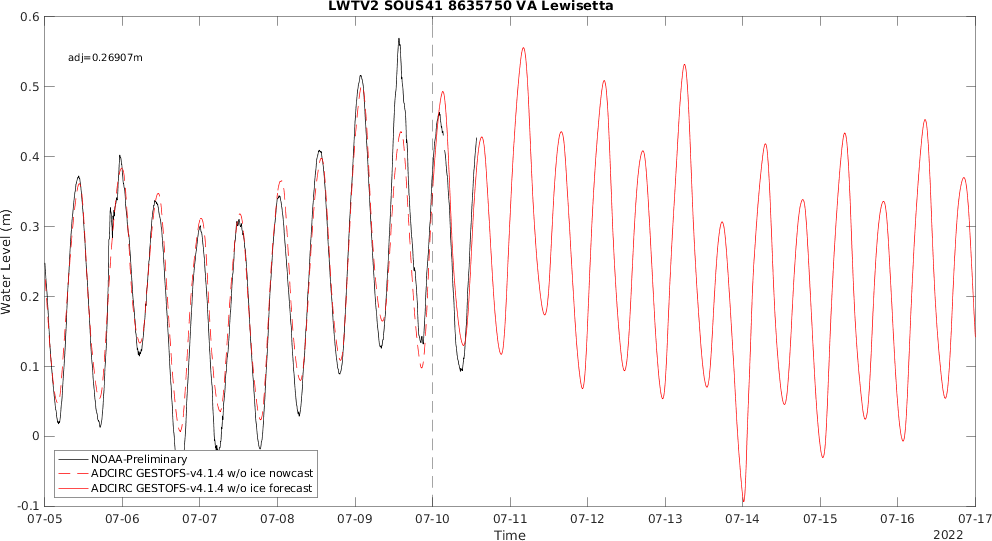 LWTV2 SOUS41 8635750 VA Lewisetta
adj=0.26907m
0.6
0.5
0.4
0.3
0.2
0.1
0
-0.1
Water Level (m)
NOAA-Preliminary
ADCIRC GESTOFS-v4.1.4 w/o ice nowcast
ADCIRC GESTOFS-v4.1.4 w/o ice forecast
07-05 07-06 07-07 07-08 07-09 07-10 07-11 07-12 07-13 07-14 07-15 07-16 07-17
Time
2022